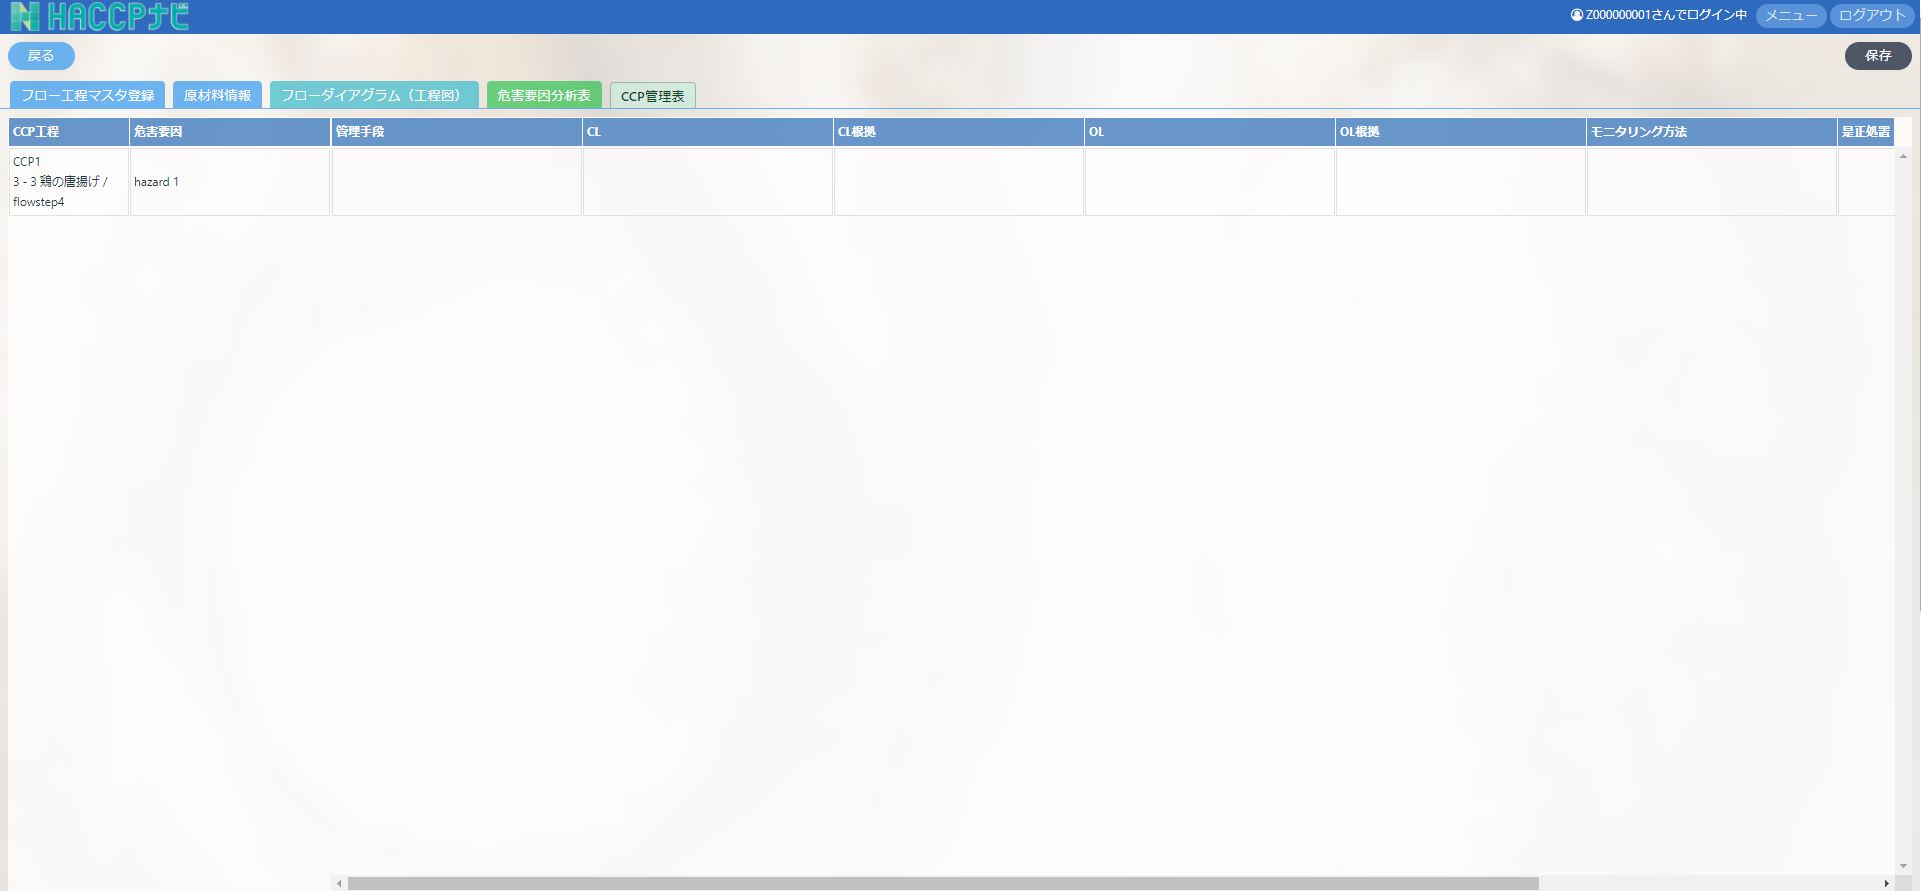 HACCPナビ
Z000000001さんでログイン中 メニュー ログアウト
戻る 保存
フロー工程マスタ登録 原材料情報 フローダイアグラム（工程図） 危害要因分析表 CCP管理表
CCP工程 危害要因 管理手段 CL CL根拠 OL OL根拠 モニタリング方法 是正処置
CCP1
3 - 3 鶏の唐揚げ / hazard 1
flowstep4